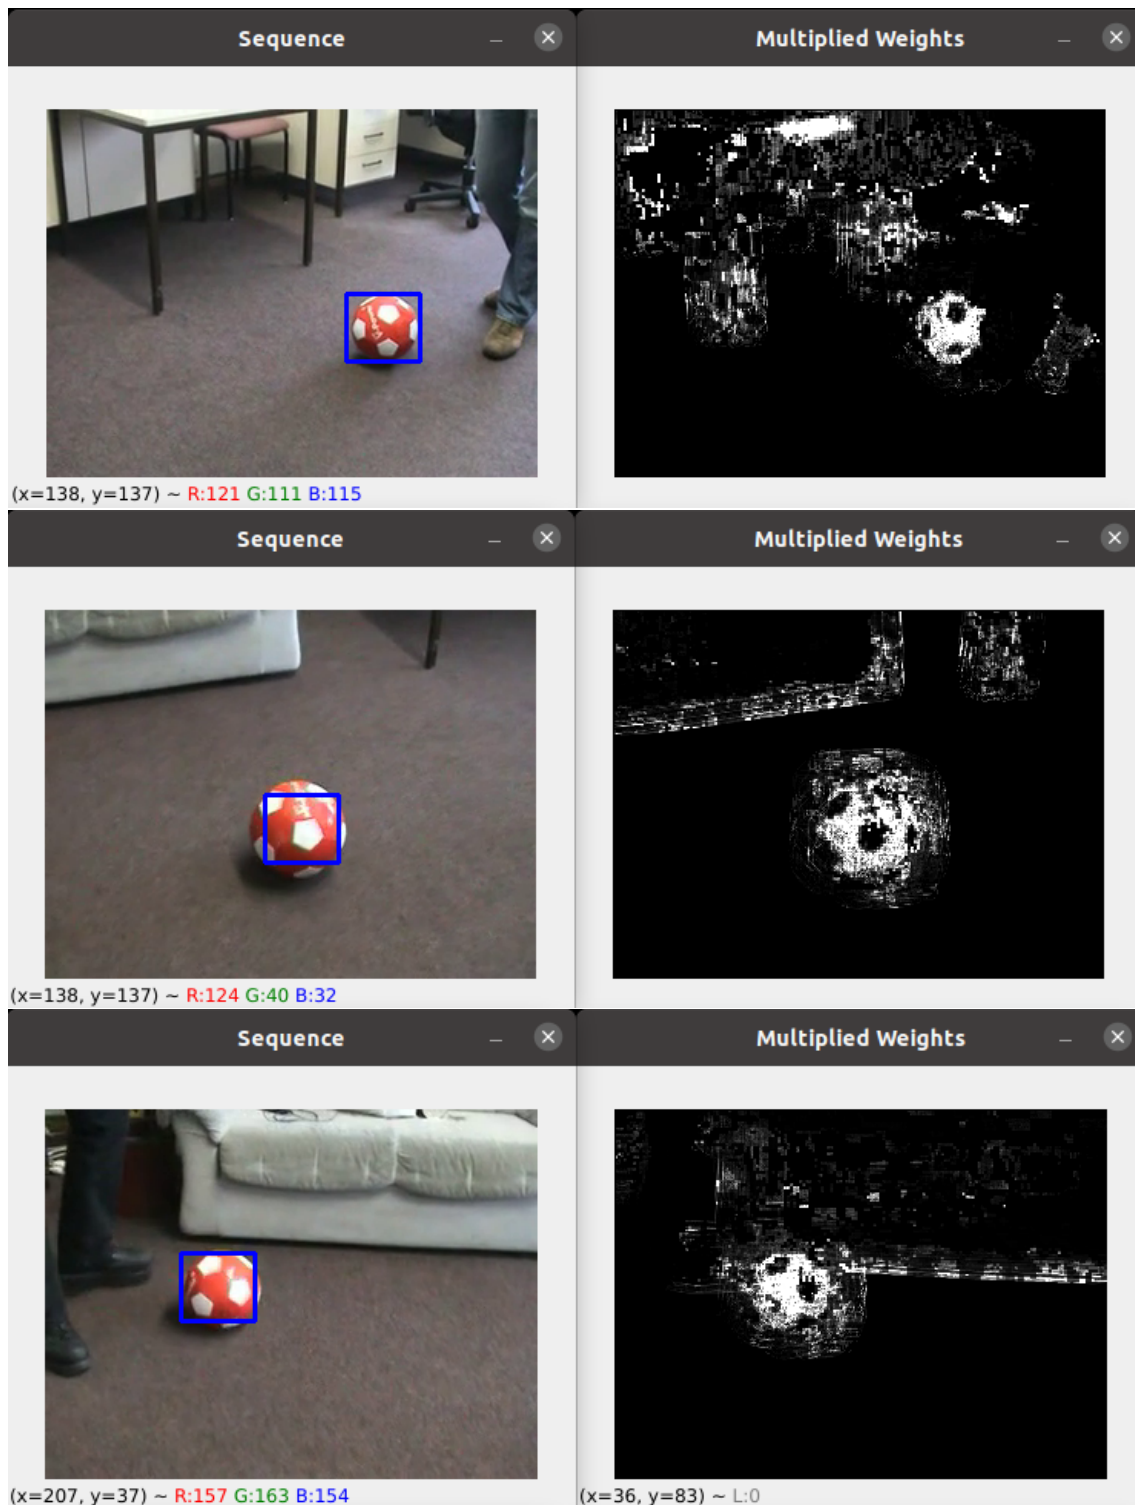 Sequence
Multiplied Weights
(x=138, y=137) ~ R:121 G:111 B:115
Sequence
Multiplied Weights
(x=138, y=137) ~ R:124 G:40 B:32
Sequence
Multiplied Weights
(x=207, y=37) ~ R:157 G:163 B:154
(x=36, y=83) ~ L:0